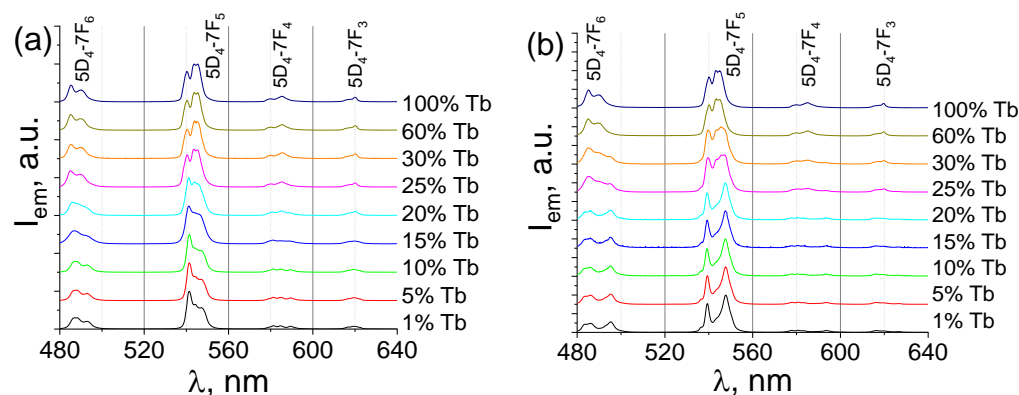 (a)
5D₄-7F₆
5D₄-7F₅
5D₄-7F₄
5D₄-7F₃
I_em, a.u.
100% Tb
60% Tb
30% Tb
25% Tb
20% Tb
15% Tb
10% Tb
5% Tb
1% Tb
480 520 560 600 640
λ, nm
(b)
5D₄-7F₆
5D₄-7F₅
5D₄-7F₄
5D₄-7F₃
I_em, a.u.
100% Tb
60% Tb
30% Tb
25% Tb
20% Tb
15% Tb
10% Tb
5% Tb
1% Tb
480 520 560 600 640
λ, nm